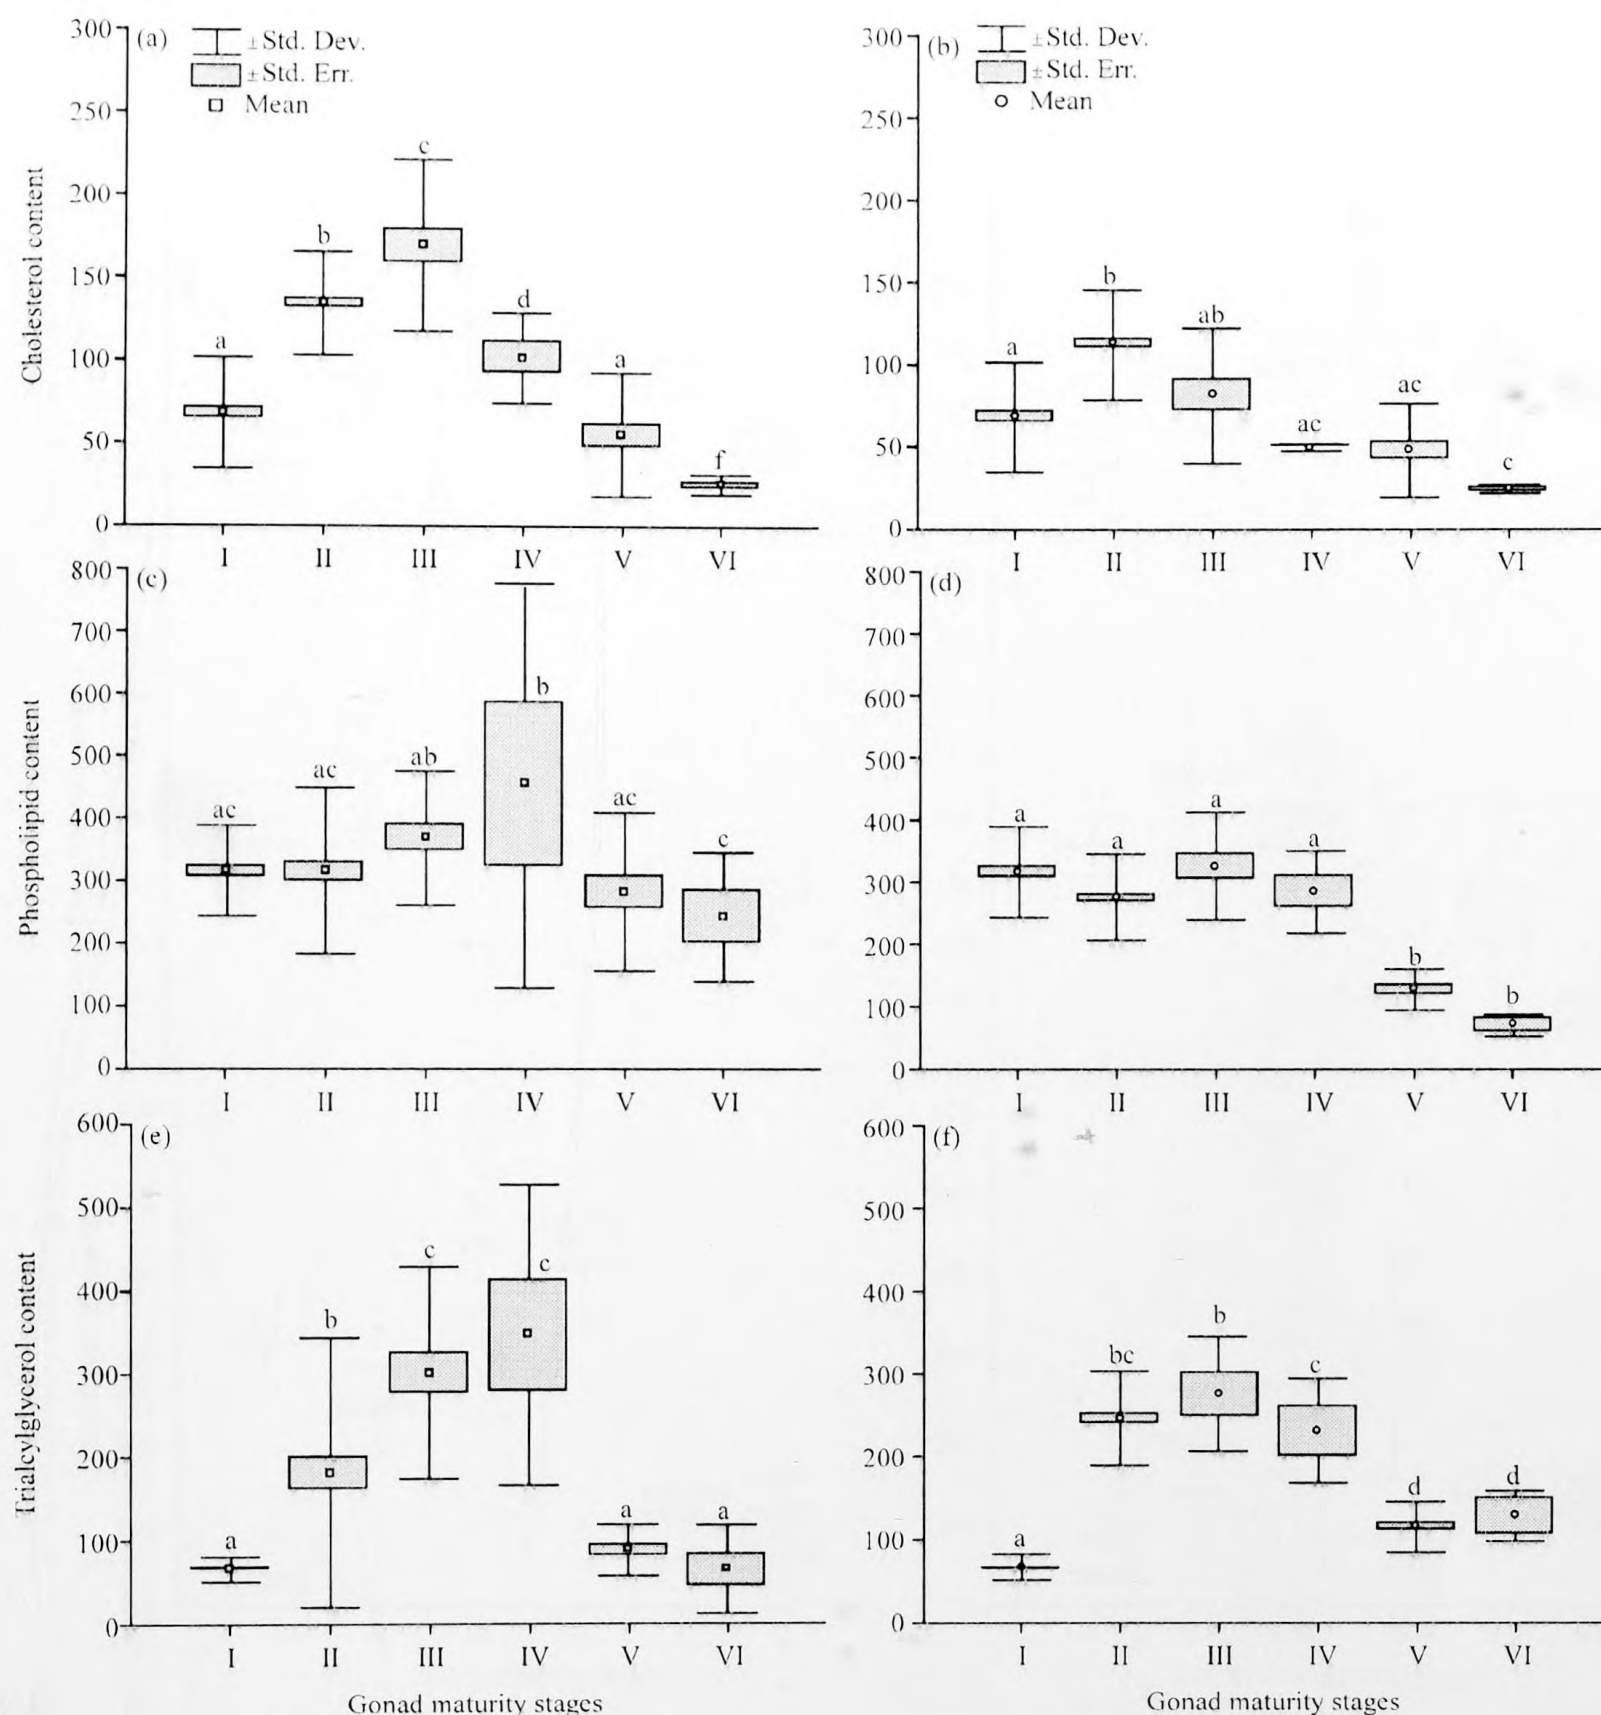 (a)
±Std. Dev.
±Std. Err.
Mean
Cholesterol content
300
250
200
150
100
50
0
a
b
c
d
a
f
I II III IV V VI
(b)
±Std. Dev.
±Std. Err.
Mean
300
250
200
150
100
50
0
a
b
ab
ac
ac
c
I II III IV V VI
(c)
Phospholipid content
800
700
600
500
400
300
200
100
0
ac
ac
ab
b
ac
c
I II III IV V VI
(d)
800
700
600
500
400
300
200
100
0
a
a
a
a
b
b
I II III IV V VI
(e)
Trialcylglycerol content
600
500
400
300
200
100
0
a
b
c
c
a
a
I II III IV V VI
Gonad maturity stages
(f)
600
500
400
300
200
100
0
a
bc
b
c
d
d
I II III IV V VI
Gonad maturity stages